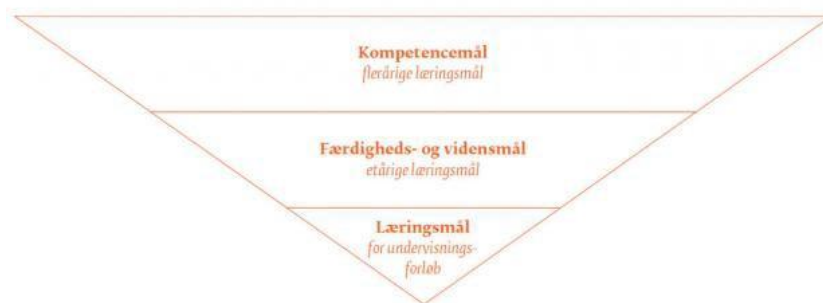 Kompetencemål
flerårige læringsmål
Færdigheds- og vidensmål
etårige læringsmål
Læringsmål
for undervisnings-
forløb